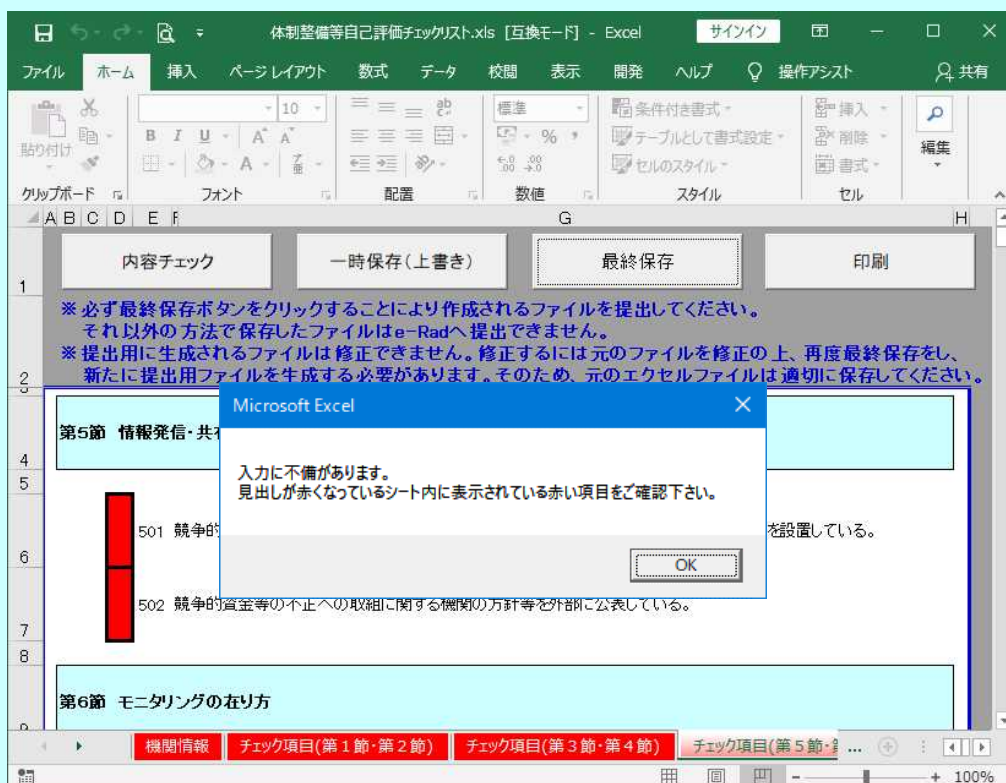 体制整備等自己評価チェックリスト.xls [互換モード] - Excel
サインイン
ファイル ホーム 挿入 ページ レイアウト 数式 データ 校閲 表示 開発 ヘルプ 操作アシスト 共有
10
標準
条件付き書式
挿入
B I U A A
% ,
テーブルとして書式設定
削除
編集
貼り付け
A
セルのスタイル
書式
クリップボード フォント 配置 数値 スタイル セル
A B C D E F G H
1
内容チェック 一時保存(上書き) 最終保存 印刷
2
※必ず最終保存ボタンをクリックすることにより作成されるファイルを提出してください。
それ以外の方法で保存したファイルはe-Radへ提出できません。
※提出用に生成されるファイルは修正できません。修正するには元のファイルを修正の上、再度最終保存をし、
新たに提出用ファイルを生成する必要があります。そのため、元のエクセルファイルは適切に保存してください。
3
Microsoft Excel
4
第5節 情報発信・共
入力に不備があります。
見出しが赤くなっているシート内に表示されている赤い項目をご確認下さい。
5
6
501 競争的
を設置している。
OK
7
502 競争的資金等の不正への取組に関する機関の方針等を外部に公表している。
8
第6節 モニタリングの在り方
機関情報 チェック項目(第1節・第2節) チェック項目(第3節・第4節) チェック項目(第5節・ ...
100%